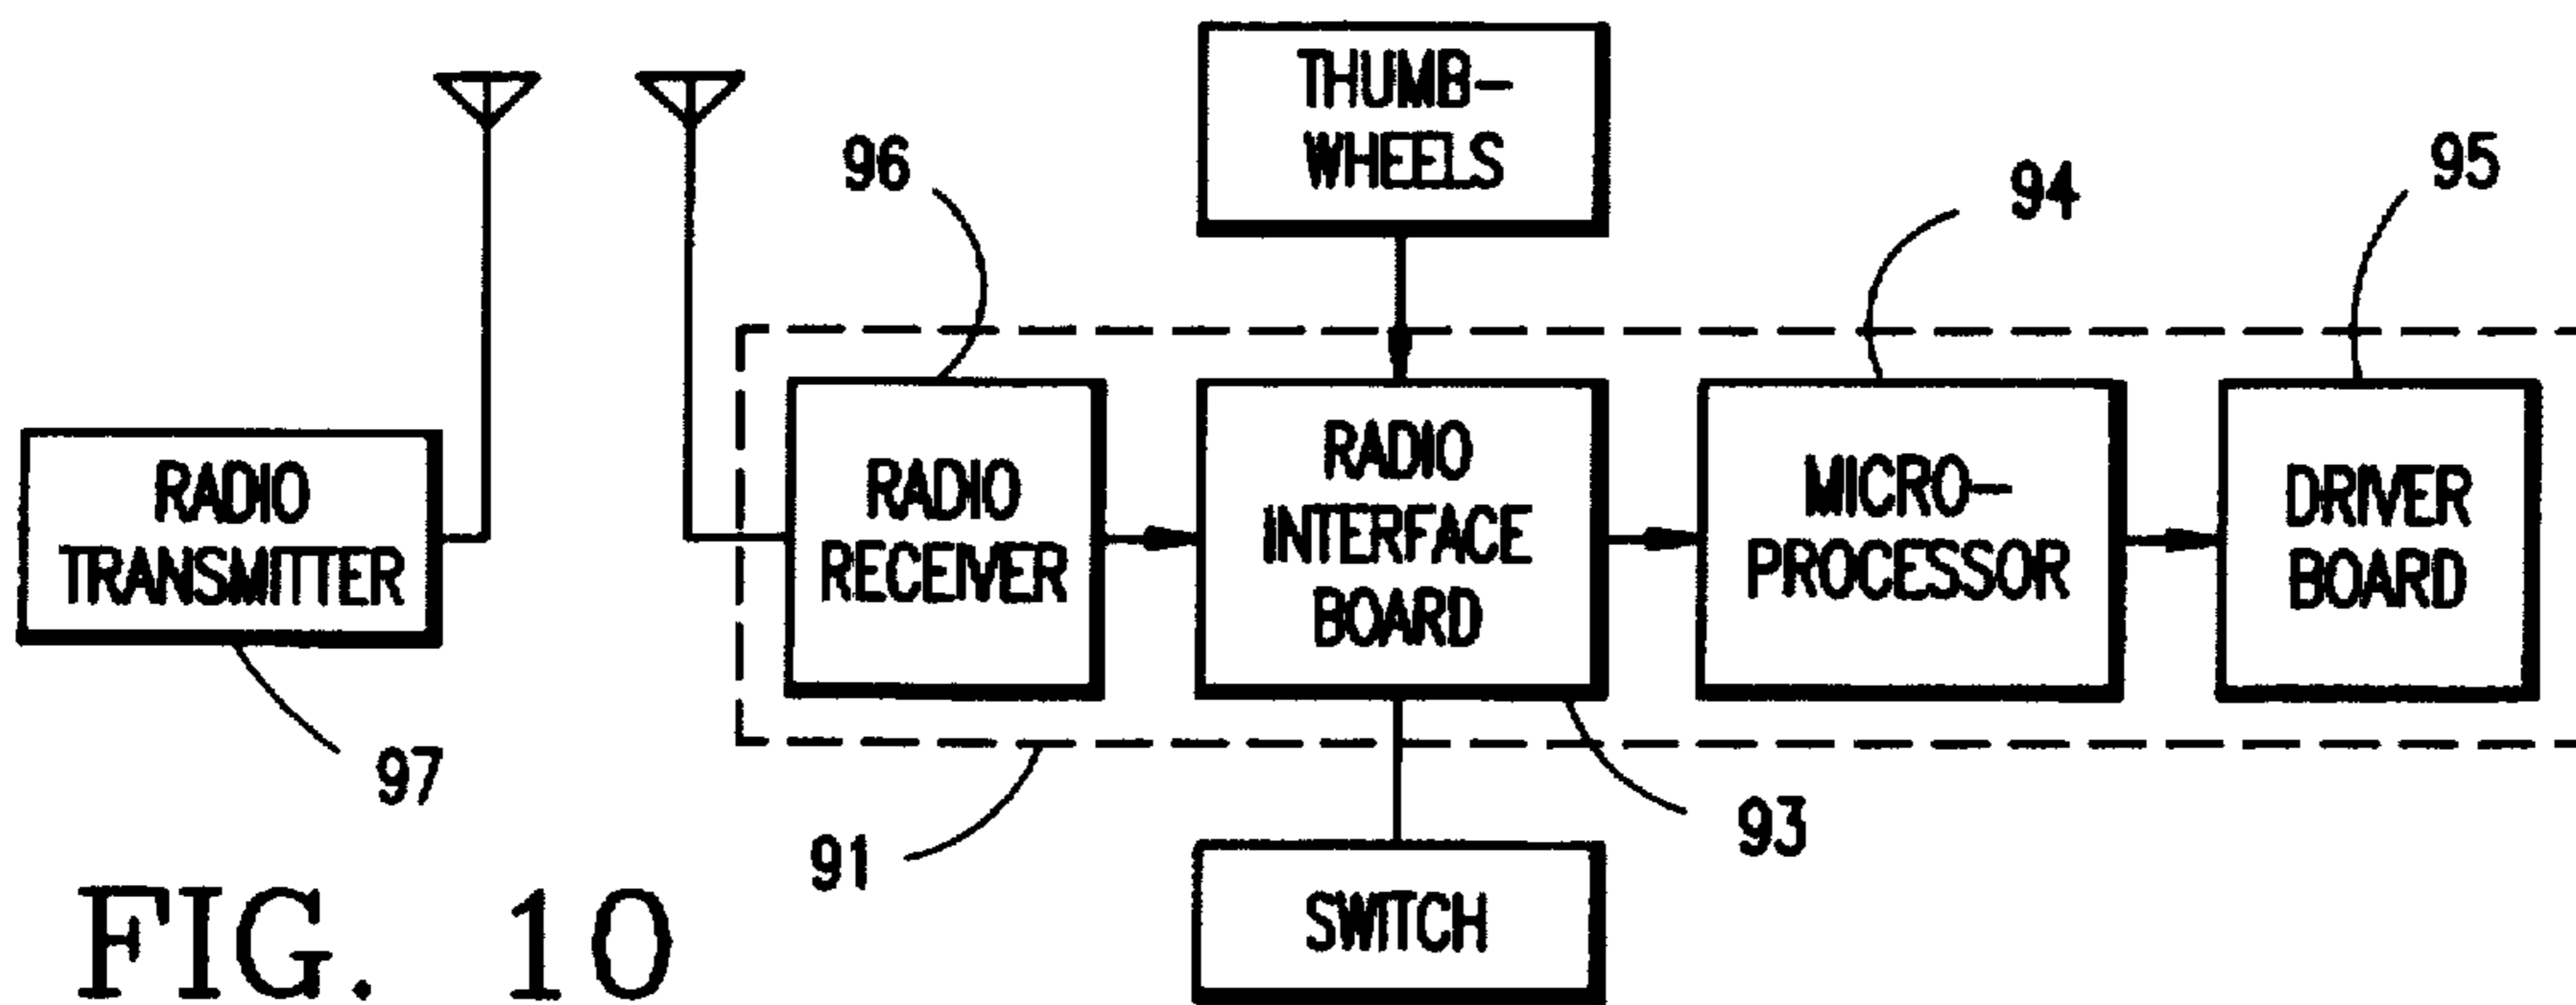 THUMB-
WHEELS
96
94
95
RADIO
TRANSMITTER
RADIO
RECEIVER
RADIO
INTERFACE
BOARD
MICRO-
PROCESSOR
DRIVER
BOARD
97
91
93
SWITCH
FIG. 10